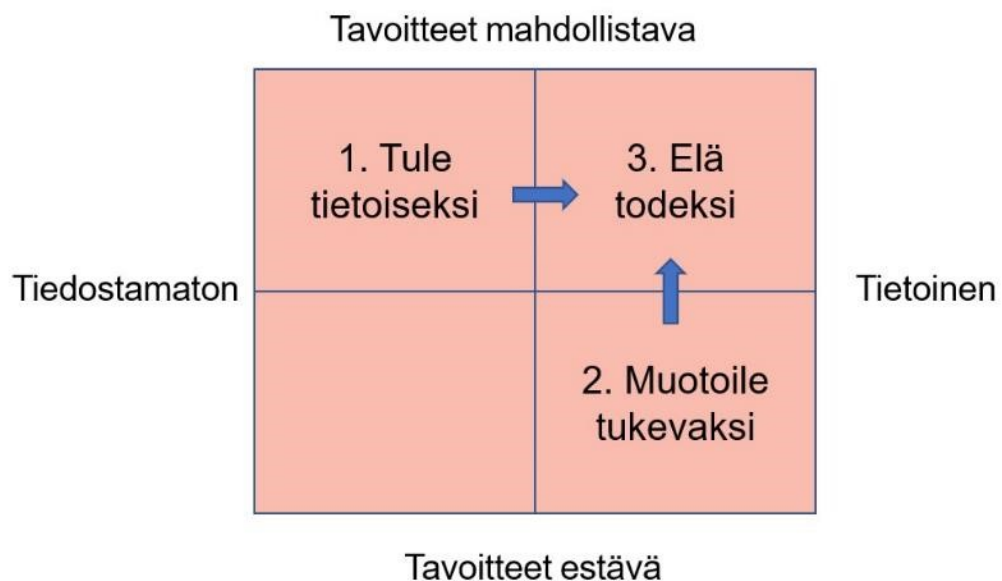 Tavoitteet mahdollistava
1. Tule
tietoiseksi
3. Elä
todeksi
Tiedostamaton
Tietoinen
2. Muotoile
tukevaksi
Tavoitteet estävä